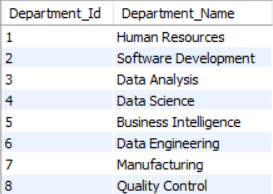 Department_Id Department_Name
1 Human Resources
2 Software Development
3 Data Analysis
4 Data Science
5 Business Intelligence
6 Data Engineering
7 Manufacturing
8 Quality Control